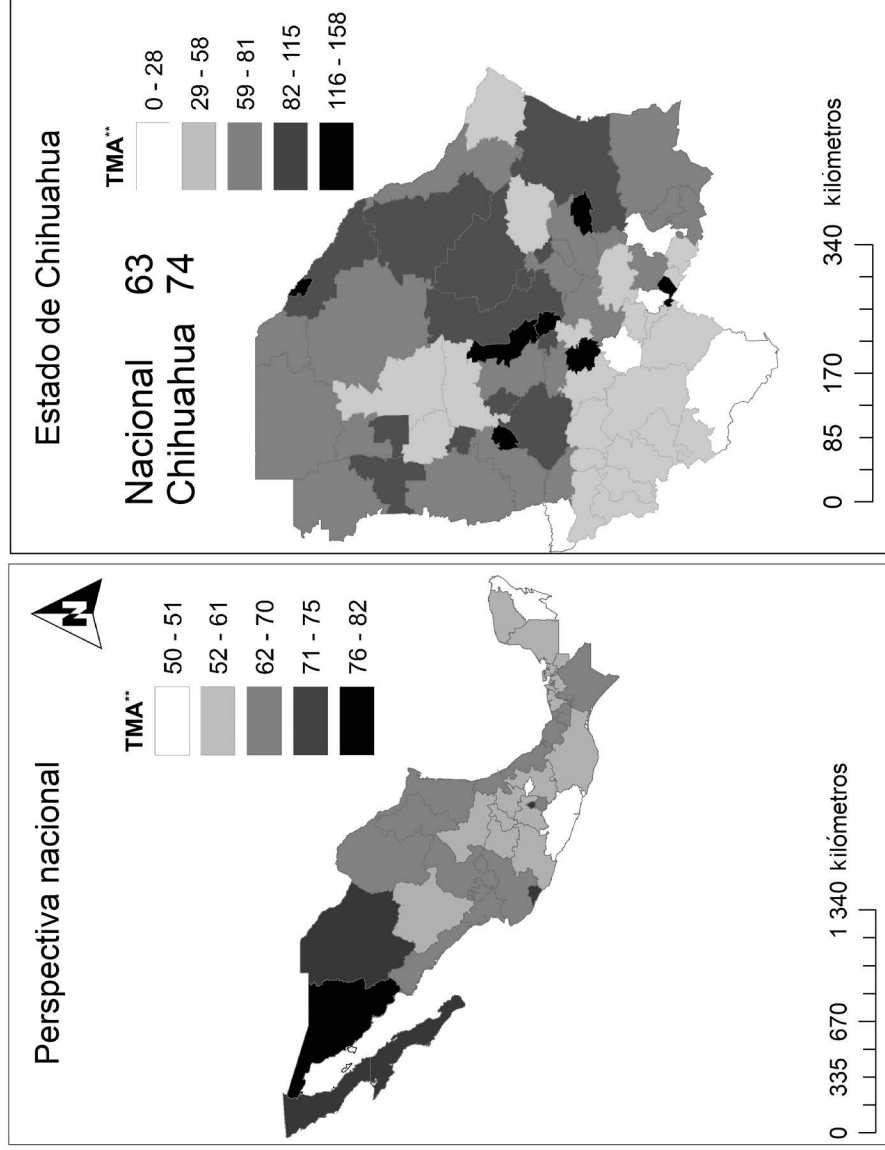 Perspectiva nacional
N
TMA**
50 - 51
52 - 61
62 - 70
71 - 75
76 - 82
0 335 670 1 340 kilómetros
Estado de Chihuahua
Nacional 63
Chihuahua 74
TMA**
0 - 28
29 - 58
59 - 81
82 - 115
116 - 158
0 85 170 340 kilómetros